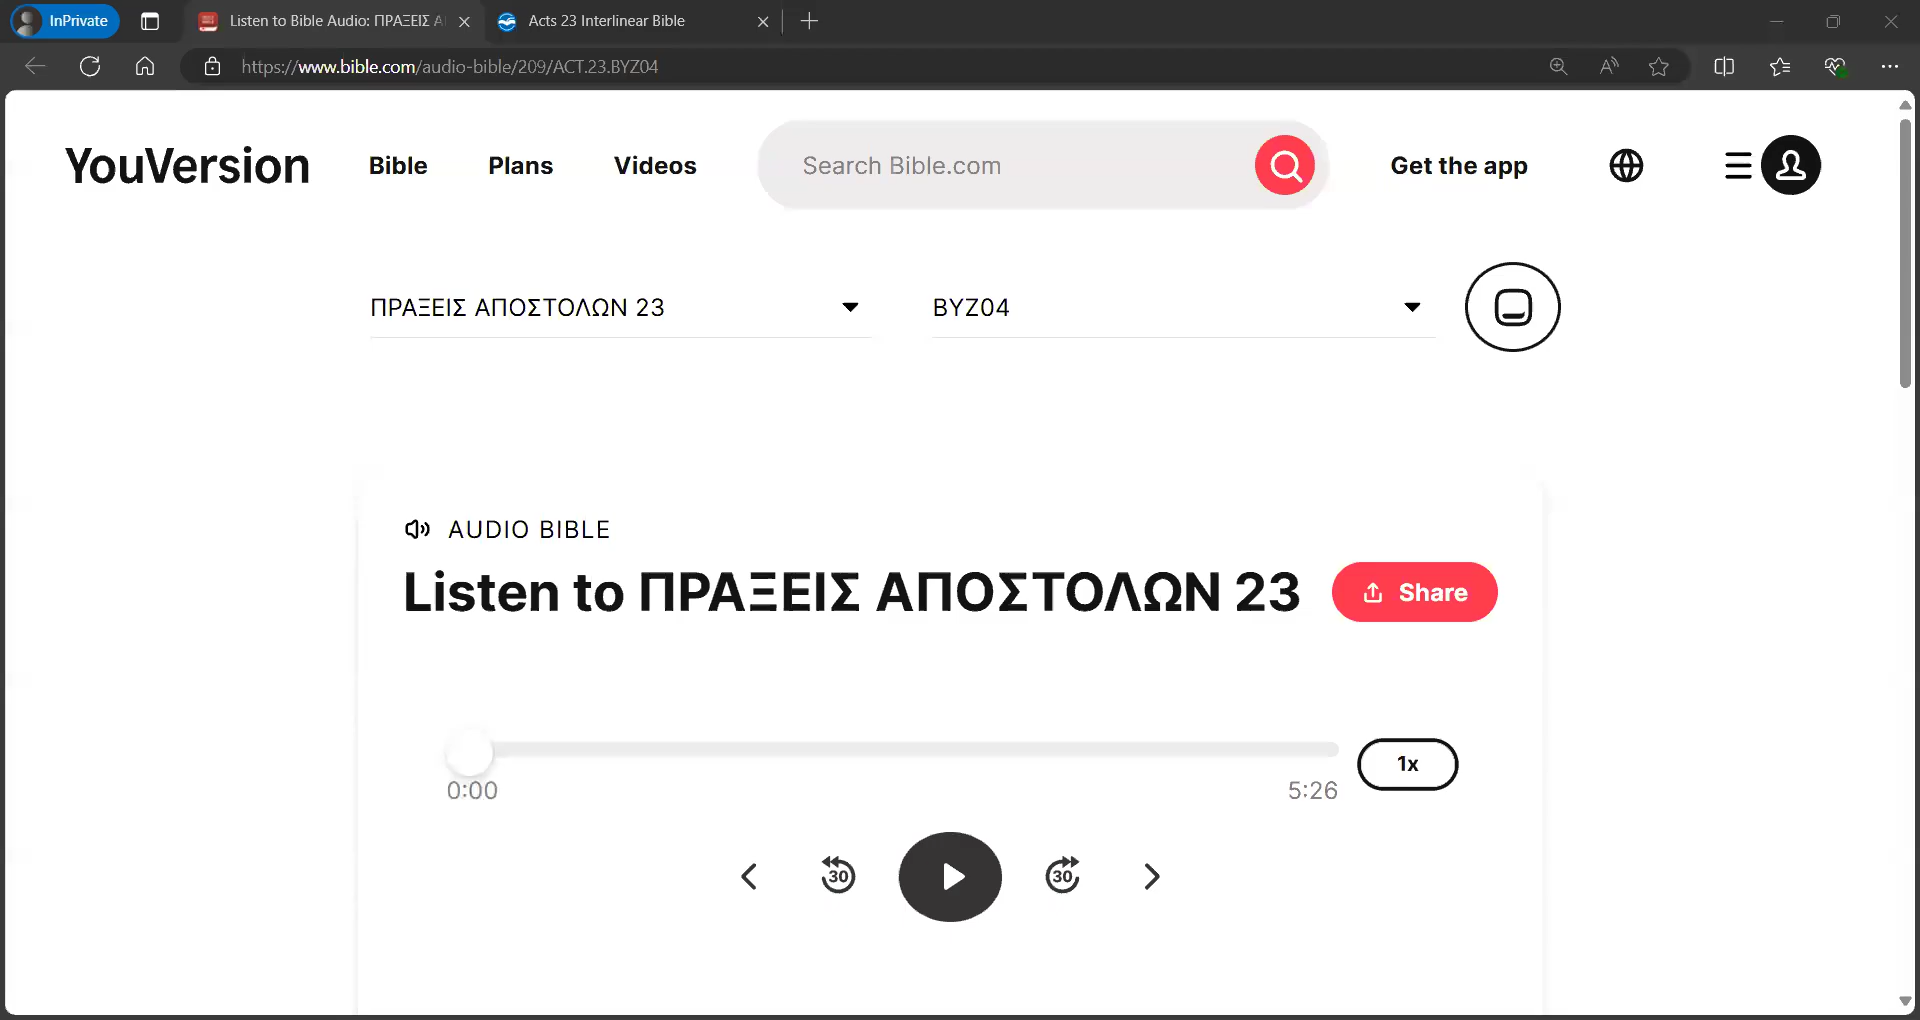 InPrivate
Listen to Bible Audio: ΠΡΑΞΕΙΣ Α
Acts 23 Interlinear Bible
https://www.bible.com/audio-bible/209/ACT.23.BYZ04
YouVersion
Bible
Plans
Videos
Search Bible.com
Get the app
ΠΡΑΞΕΙΣ ΑΠΟΣΤΟΛΩΝ 23
BYZ04
AUDIO BIBLE
Listen to ΠΡΑΞΕΙΣ ΑΠΟΣΤΟΛΩΝ 23
Share
1x
0:00
5:26
30
30